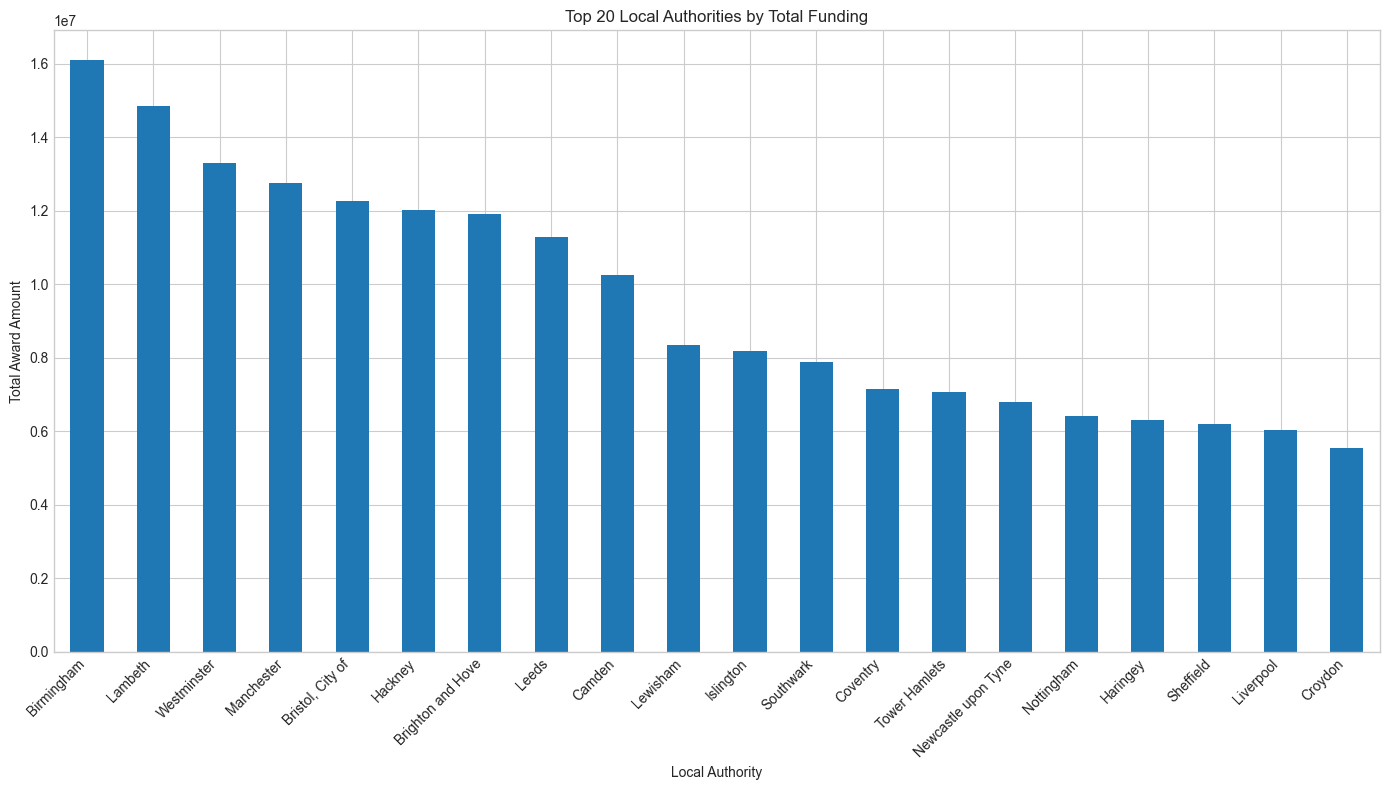 Top 20 Local Authorities by Total Funding
1e7
1.6
1.4
1.2
1.0
0.8
0.6
0.4
0.2
0.0
Total Award Amount
Birmingham
Lambeth
Westminster
Manchester
Bristol, City of
Hackney
Brighton and Hove
Leeds
Camden
Lewisham
Islington
Southwark
Coventry
Tower Hamlets
Newcastle upon Tyne
Nottingham
Haringey
Sheffield
Liverpool
Croydon
Local Authority